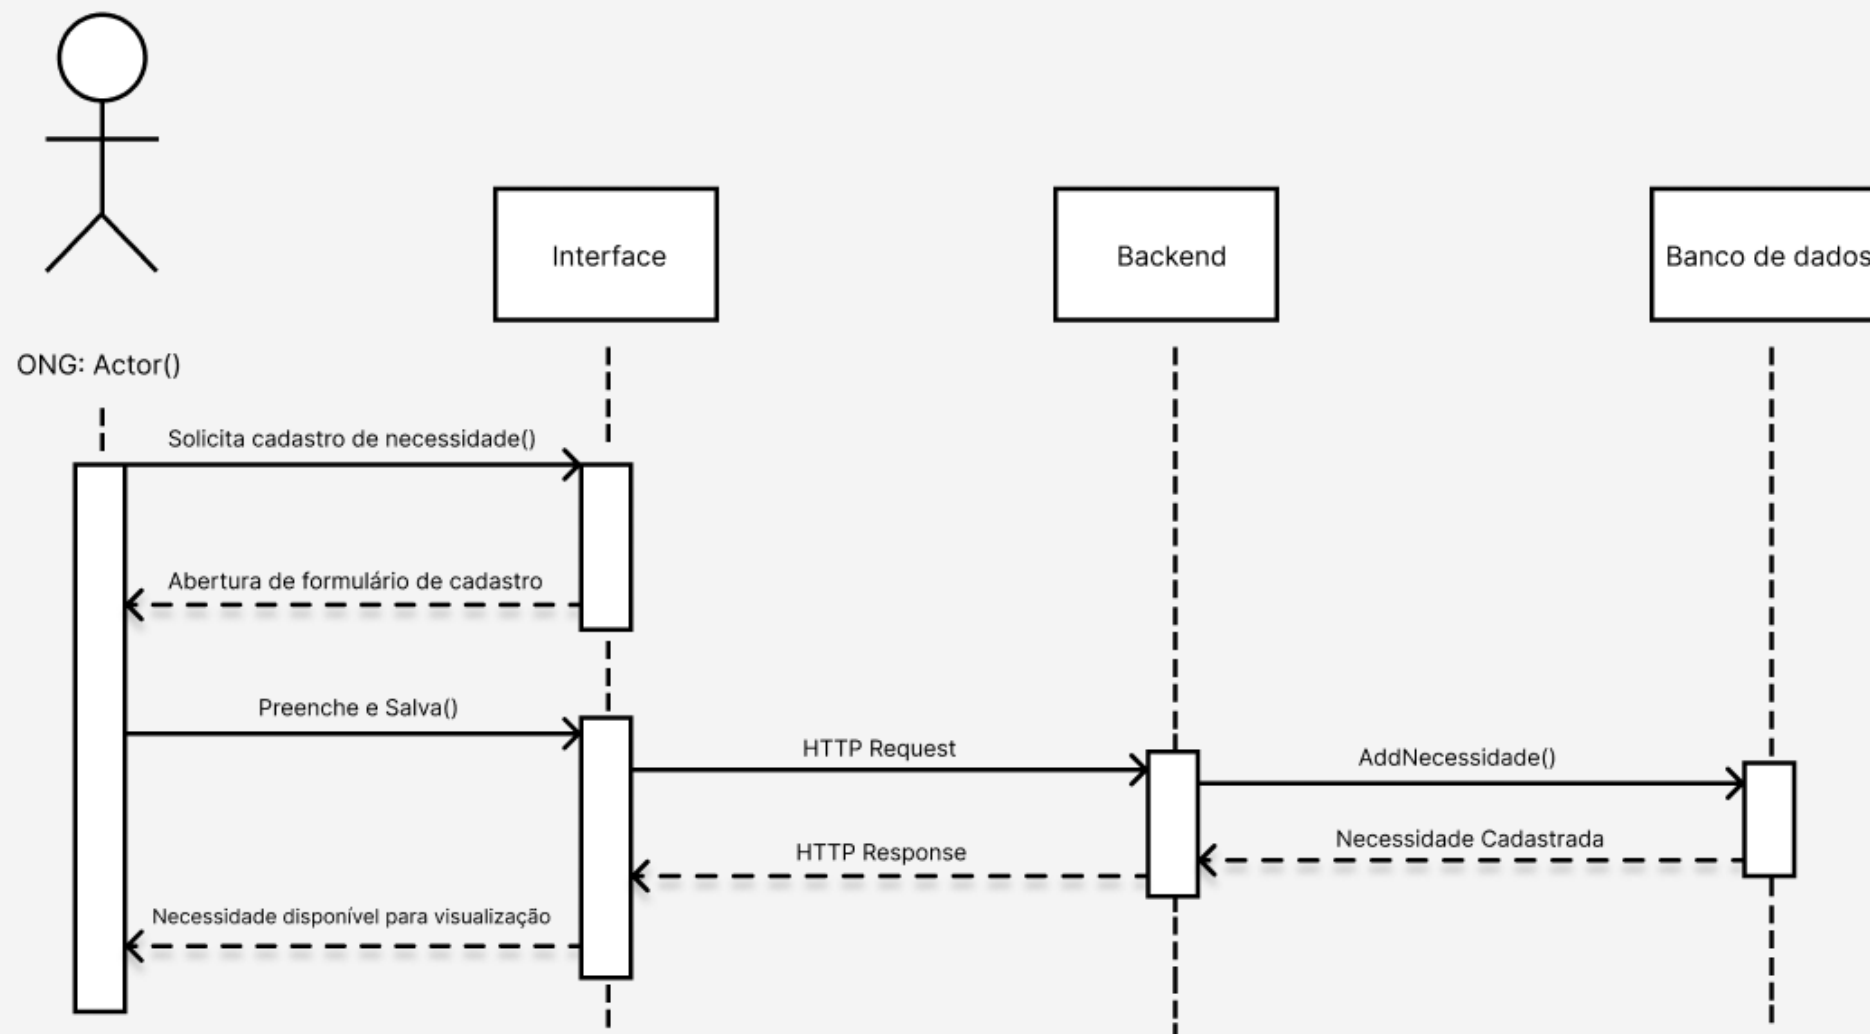 Interface
Backend
Banco de dados
ONG: Actor()
Solicita cadastro de necessidade()
Abertura de formulário de cadastro
Preenche e Salva()
HTTP Request
AddNecessidade()
Necessidade Cadastrada
HTTP Response
Necessidade disponível para visualização